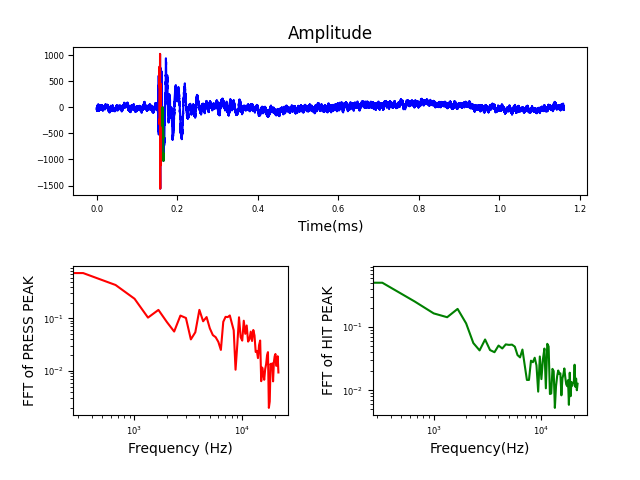 Amplitude
1000
500
0
−500
−1000
−1500
0.0 0.2 0.4 0.6 0.8 1.0 1.2
Time(ms)
FFT of PRESS PEAK
10⁻¹
10⁻²
10³ 10⁴
Frequency (Hz)
FFT of HIT PEAK
10⁻¹
10⁻²
10³ 10⁴
Frequency(Hz)